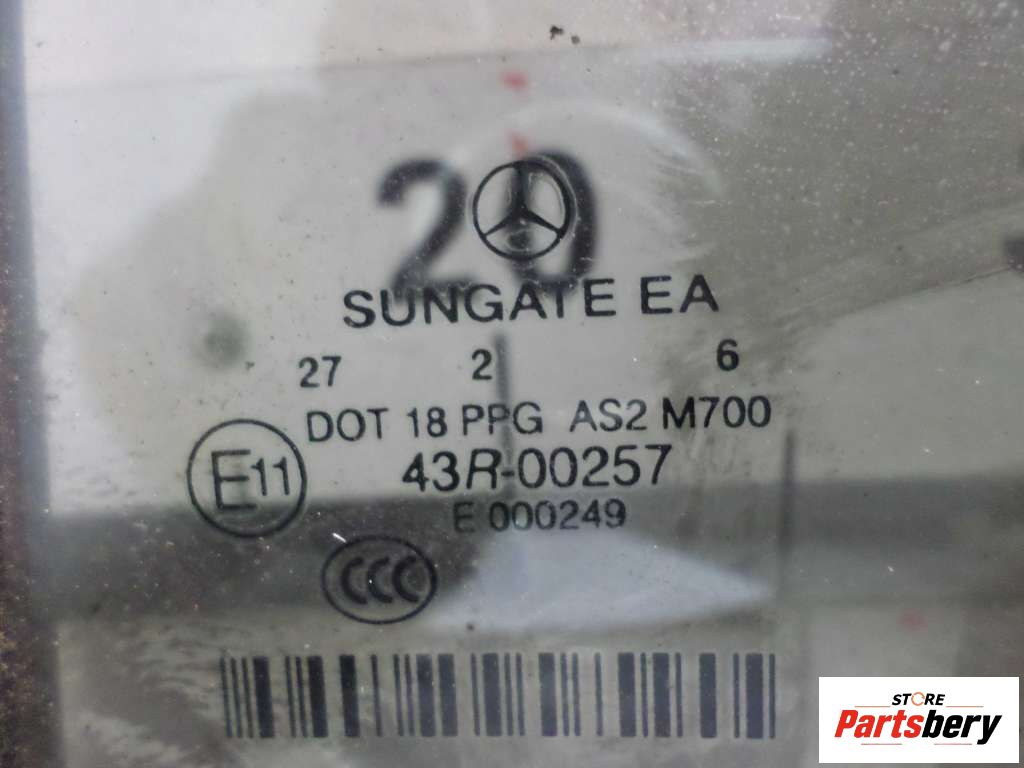 20
SUNGATE EA
27 2 6
DOT 18 PPG AS2 M700
E11
43R-00257
E 000249
CCC
STORE
Partsbery